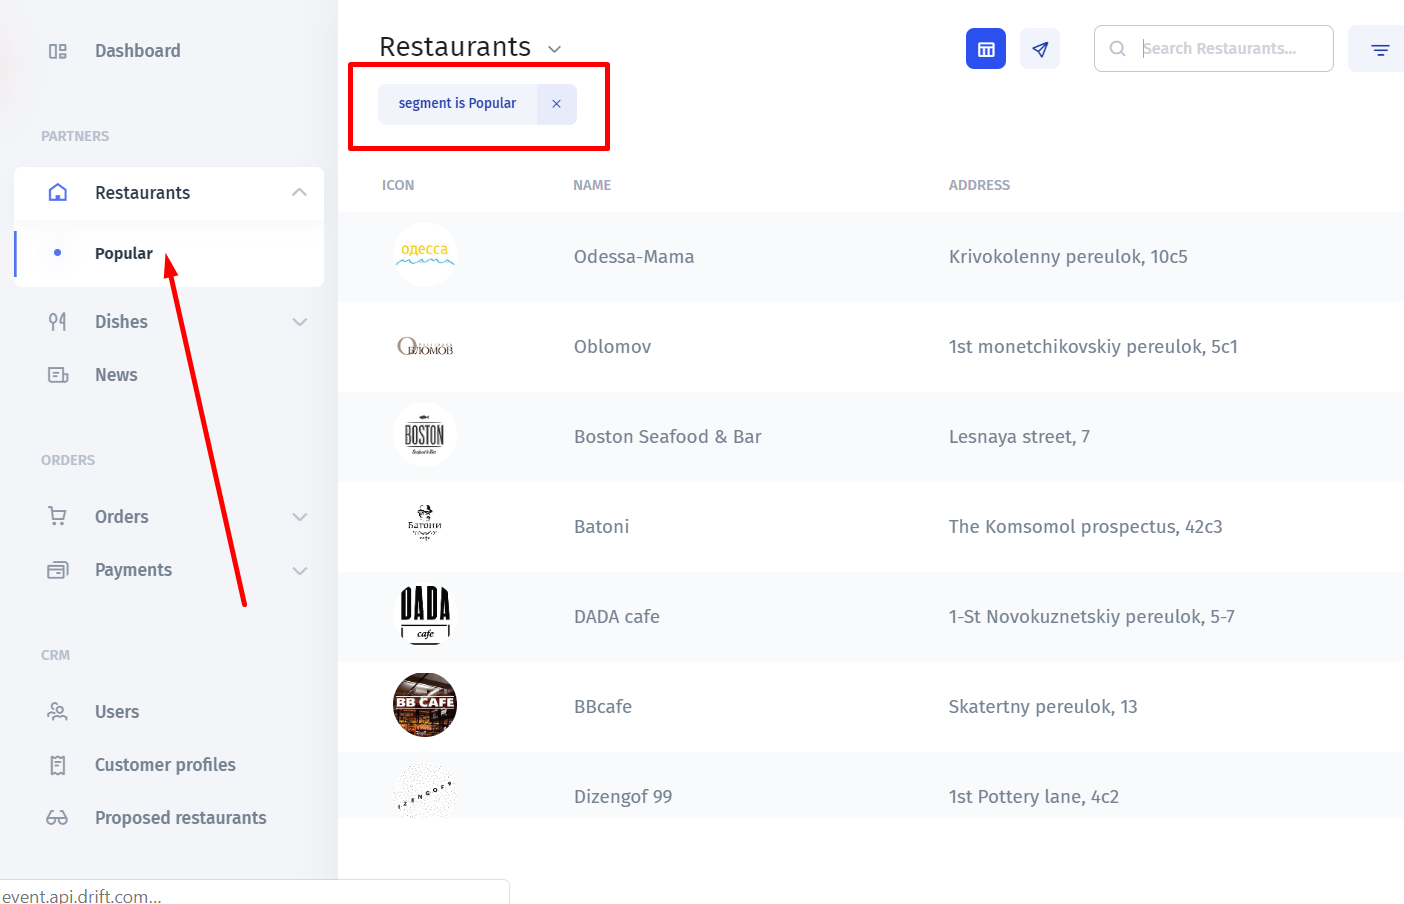 Dashboard
PARTNERS
Restaurants
Popular
Dishes
News
ORDERS
Orders
Payments
CRM
Users
Customer profiles
Proposed restaurants
event.api.drift.com...
Restaurants
Search Restaurants...
segment is Popular
ICON NAME ADDRESS
одесса
Odessa-Mama Krivokolenny pereulok, 10c5
Обломов
Oblomov 1st monetchikovskiy pereulok, 5c1
BOSTON
Seafood & Bar
Boston Seafood & Bar Lesnaya street, 7
Батони
Batoni The Komsomol prospectus, 42c3
DADA
cafe
DADA cafe 1-St Novokuznetskiy pereulok, 5-7
BB CAFE
BBcafe Skatertny pereulok, 13
Dizengof 99 1st Pottery lane, 4c2